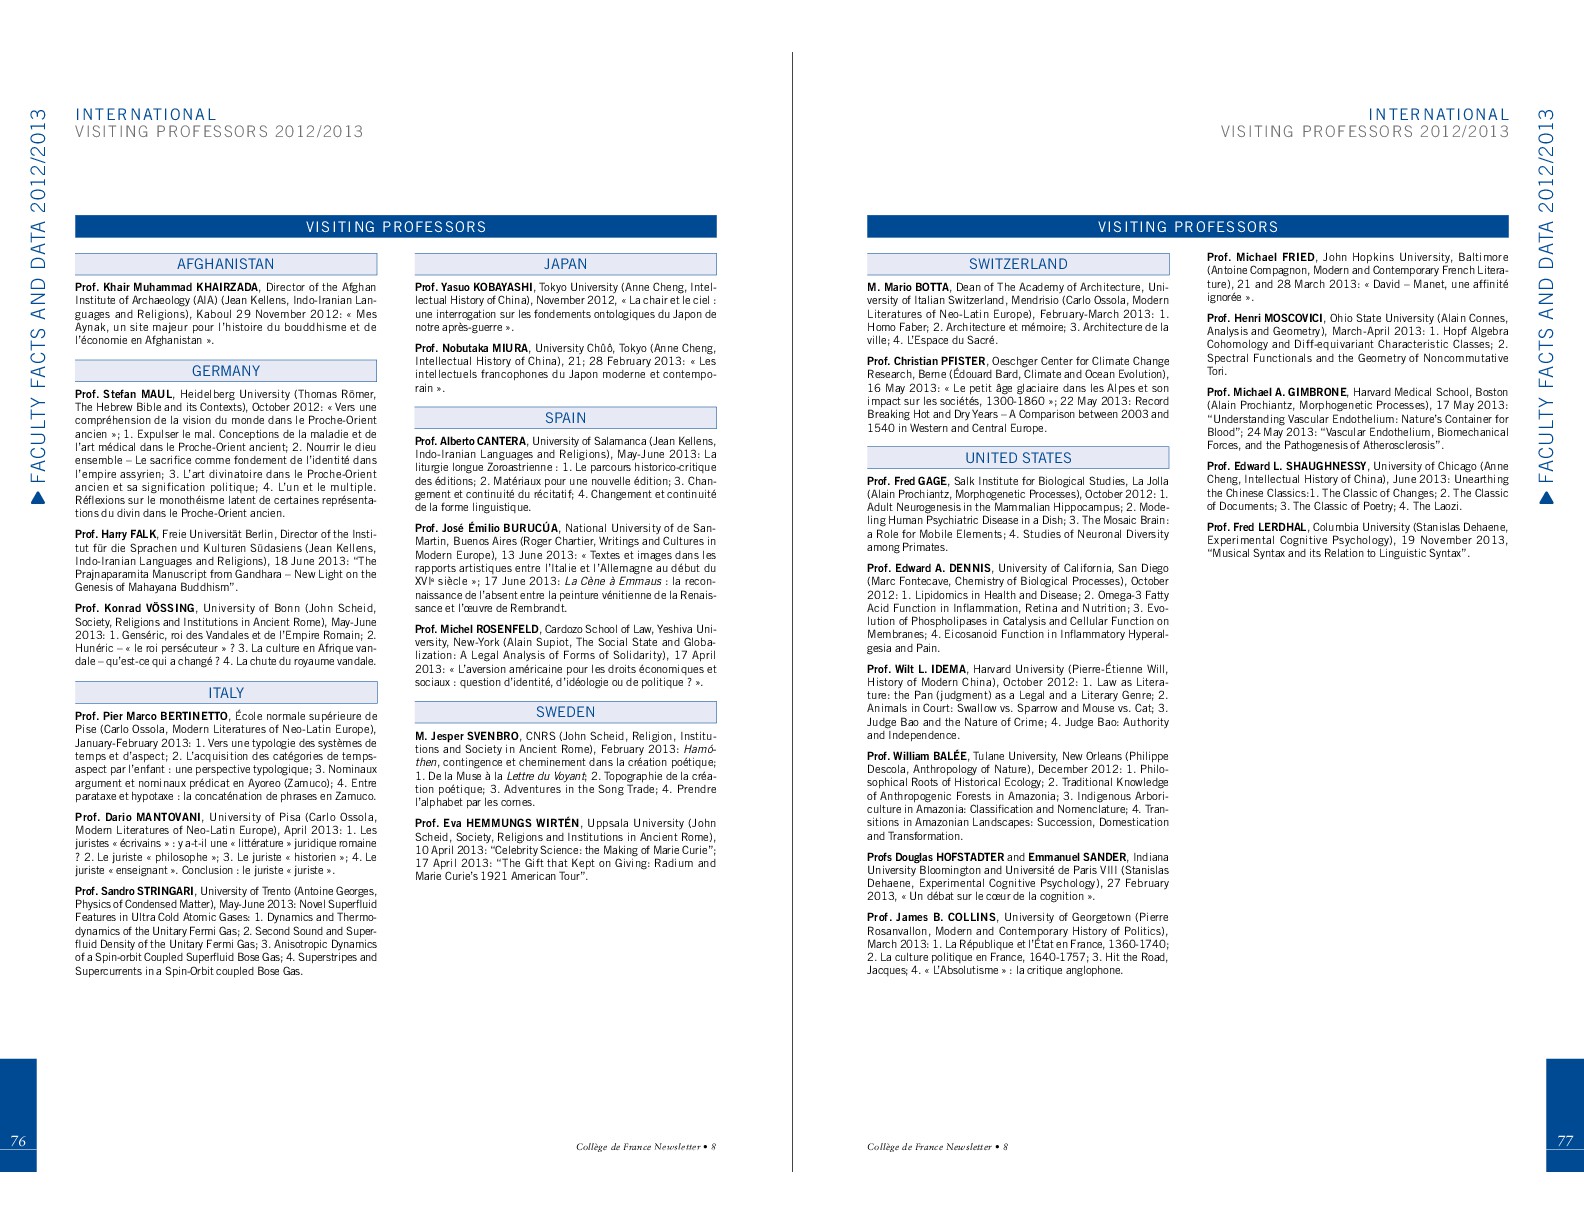 FACULTY FACTS AND DATA 2012/2013
INTERNATIONAL
VISITING PROFESSORS 2012/2013
VISITING PROFESSORS
AFGHANISTAN
Prof. Khair Muhammad KHAIRZADA, Director of the Afghan
Institute of Archaeology (AIA) (Jean Kellens, Indo-Iranian Lan-
guages and Religions), Kaboul 29 November 2012: « Mes
Aynak, un site majeur pour l’histoire du bouddhisme et de
l’économie en Afghanistan ».
GERMANY
Prof. Stefan MAUL, Heidelberg University (Thomas Römer,
The Hebrew Bible and its Contexts), October 2012: « Vers une
compréhension de la vision du monde dans le Proche-Orient
ancien »; 1. Expulser le mal. Conceptions de la maladie et de
l’art médical dans le Proche-Orient ancient; 2. Nourrir le dieu
ensemble – Le sacrifice comme fondement de l’identité dans
l’empire assyrien; 3. L’art divinatoire dans le Proche-Orient
ancien et sa signification politique; 4. L’un et le multiple.
Réflexions sur le monothéisme latent de certaines représenta-
tions du divin dans le Proche-Orient ancien.
Prof. Harry FALK, Freie Universität Berlin, Director of the Insti-
tut für die Sprachen und Kulturen Südasiens (Jean Kellens,
Indo-Iranian Languages and Religions), 18 June 2013: “The
Prajnaparamita Manuscript from Gandhara – New Light on the
Genesis of Mahayana Buddhism”.
Prof. Konrad VÖSSING, University of Bonn (John Scheid,
Society, Religions and Institutions in Ancient Rome), May-June
2013: 1. Genséric, roi des Vandales et de l’Empire Romain; 2.
Hunéric – « le roi persécuteur » ? 3. La culture en Afrique van-
dale – qu’est-ce qui a changé ? 4. La chute du royaume vandale.
ITALY
Prof. Pier Marco BERTINETTO, École normale supérieure de
Pise (Carlo Ossola, Modern Literatures of Neo-Latin Europe),
January-February 2013: 1. Vers une typologie des systèmes de
temps et d’aspect; 2. L’acquisition des catégories de temps-
aspect par l’enfant : une perspective typologique; 3. Nominaux
argument et nominaux prédicat en Ayoreo (Zamuco); 4. Entre
parataxe et hypotaxe : la concaténation de phrases en Zamuco.
Prof. Dario MANTOVANI, University of Pisa (Carlo Ossola,
Modern Literatures of Neo-Latin Europe), April 2013: 1. Les
juristes « écrivains » : y a-t-il une « littérature » juridique romaine
? 2. Le juriste « philosophe »; 3. Le juriste « historien »; 4. Le
juriste « enseignant ». Conclusion : le juriste « juriste ».
Prof. Sandro STRINGARI, University of Trento (Antoine Georges,
Physics of Condensed Matter), May-June 2013: Novel Superfluid
Features in Ultra Cold Atomic Gases: 1. Dynamics and Thermo-
dynamics of the Unitary Fermi Gas; 2. Second Sound and Super-
fluid Density of the Unitary Fermi Gas; 3. Anisotropic Dynamics
of a Spin-orbit Coupled Superfluid Bose Gas; 4. Superstripes and
Supercurrents in a Spin-Orbit coupled Bose Gas.
JAPAN
Prof. Yasuo KOBAYASHI, Tokyo University (Anne Cheng, Intel-
lectual History of China), November 2012, « La chair et le ciel :
une interrogation sur les fondements ontologiques du Japon de
notre après-guerre ».
Prof. Nobutaka MIURA, University Chûô, Tokyo (Anne Cheng,
Intellectual History of China), 21; 28 February 2013: « Les
intellectuels francophones du Japon moderne et contempo-
rain ».
SPAIN
Prof. Alberto CANTERA, University of Salamanca (Jean Kellens,
Indo-Iranian Languages and Religions), May-June 2013: La
liturgie longue Zoroastrienne : 1. Le parcours historico-critique
des éditions; 2. Matériaux pour une nouvelle édition; 3. Chan-
gement et continuité du récitatif; 4. Changement et continuité
de la forme linguistique.
Prof. José Émilio BURUCÚA, National University of de San-
Martin, Buenos Aires (Roger Chartier, Writings and Cultures in
Modern Europe), 13 June 2013: « Textes et images dans les
rapports artistiques entre l’Italie et l’Allemagne au début du
XVIe siècle »; 17 June 2013: La Cène à Emmaus : la recon-
naissance de l’absent entre la peinture vénitienne de la Renais-
sance et l’œuvre de Rembrandt.
Prof. Michel ROSENFELD, Cardozo School of Law, Yeshiva Uni-
versity, New-York (Alain Supiot, The Social State and Globa-
lization: A Legal Analysis of Forms of Solidarity), 17 April
2013: « L’aversion américaine pour les droits économiques et
sociaux : question d’identité, d’idéologie ou de politique ? ».
SWEDEN
M. Jesper SVENBRO, CNRS (John Scheid, Religion, Institu-
tions and Society in Ancient Rome), February 2013: Hamó-
then, contingence et cheminement dans la création poétique;
1. De la Muse à la Lettre du Voyant; 2. Topographie de la créa-
tion poétique; 3. Adventures in the Song Trade; 4. Prendre
l’alphabet par les cornes.
Prof. Eva HEMMUNGS WIRTÉN, Uppsala University (John
Scheid, Society, Religions and Institutions in Ancient Rome),
10 April 2013: “Celebrity Science: the Making of Marie Curie”;
17 April 2013: “The Gift that Kept on Giving: Radium and
Marie Curie’s 1921 American Tour”.
76
Collège de France Newsletter • 8
INTERNATIONAL
VISITING PROFESSORS 2012/2013
FACULTY FACTS AND DATA 2012/2013
VISITING PROFESSORS
SWITZERLAND
M. Mario BOTTA, Dean of The Academy of Architecture, Uni-
versity of Italian Switzerland, Mendrisio (Carlo Ossola, Modern
Literatures of Neo-Latin Europe), February-March 2013: 1.
Homo Faber; 2. Architecture et mémoire; 3. Architecture de la
ville; 4. L’Espace du Sacré.
Prof. Christian PFISTER, Oeschger Center for Climate Change
Research, Berne (Édouard Bard, Climate and Ocean Evolution),
16 May 2013: « Le petit âge glaciaire dans les Alpes et son
impact sur les sociétés, 1300-1860 »; 22 May 2013: Record
Breaking Hot and Dry Years – A Comparison between 2003 and
1540 in Western and Central Europe.
UNITED STATES
Prof. Fred GAGE, Salk Institute for Biological Studies, La Jolla
(Alain Prochiantz, Morphogenetic Processes), October 2012: 1.
Adult Neurogenesis in the Mammalian Hippocampus; 2. Mode-
ling Human Psychiatric Disease in a Dish; 3. The Mosaic Brain:
a Role for Mobile Elements; 4. Studies of Neuronal Diversity
among Primates.
Prof. Edward A. DENNIS, University of California, San Diego
(Marc Fontecave, Chemistry of Biological Processes), October
2012: 1. Lipidomics in Health and Disease; 2. Omega-3 Fatty
Acid Function in Inflammation, Retina and Nutrition; 3. Evo-
lution of Phospholipases in Catalysis and Cellular Function on
Membranes; 4. Eicosanoid Function in Inflammatory Hyperal-
gesia and Pain.
Prof. Wilt L. IDEMA, Harvard University (Pierre-Étienne Will,
History of Modern China), October 2012: 1. Law as Litera-
ture: the Pan (judgment) as a Legal and a Literary Genre; 2.
Animals in Court: Swallow vs. Sparrow and Mouse vs. Cat; 3.
Judge Bao and the Nature of Crime; 4. Judge Bao: Authority
and Independence.
Prof. William BALÉE, Tulane University, New Orleans (Philippe
Descola, Anthropology of Nature), December 2012: 1. Philo-
sophical Roots of Historical Ecology; 2. Traditional Knowledge
of Anthropogenic Forests in Amazonia; 3. Indigenous Arbori-
culture in Amazonia: Classification and Nomenclature; 4. Tran-
sitions in Amazonian Landscapes: Succession, Domestication
and Transformation.
Profs Douglas HOFSTADTER and Emmanuel SANDER, Indiana
University Bloomington and Université de Paris VIII (Stanislas
Dehaene, Experimental Cognitive Psychology), 27 February
2013, « Un débat sur le cœur de la cognition ».
Prof. James B. COLLINS, University of Georgetown (Pierre
Rosanvallon, Modern and Contemporary History of Politics),
March 2013: 1. La République et l’État en France, 1360-1740;
2. La culture politique en France, 1640-1757; 3. Hit the Road,
Jacques; 4. « L’Absolutisme » : la critique anglophone.
Prof. Michael FRIED, John Hopkins University, Baltimore
(Antoine Compagnon, Modern and Contemporary French Litera-
ture), 21 and 28 March 2013: « David – Manet, une affinité
ignorée ».
Prof. Henri MOSCOVICI, Ohio State University (Alain Connes,
Analysis and Geometry), March-April 2013: 1. Hopf Algebra
Cohomology and Diff-equivariant Characteristic Classes; 2.
Spectral Functionals and the Geometry of Noncommutative
Tori.
Prof. Michael A. GIMBRONE, Harvard Medical School, Boston
(Alain Prochiantz, Morphogenetic Processes), 17 May 2013:
“Understanding Vascular Endothelium: Nature’s Container for
Blood”; 24 May 2013: “Vascular Endothelium, Biomechanical
Forces, and the Pathogenesis of Atherosclerosis”.
Prof. Edward L. SHAUGHNESSY, University of Chicago (Anne
Cheng, Intellectual History of China), June 2013: Unearthing
the Chinese Classics:1. The Classic of Changes; 2. The Classic
of Documents; 3. The Classic of Poetry; 4. The Laozi.
Prof. Fred LERDHAL, Columbia University (Stanislas Dehaene,
Experimental Cognitive Psychology), 19 November 2013,
“Musical Syntax and its Relation to Linguistic Syntax”.
Collège de France Newsletter • 8
77